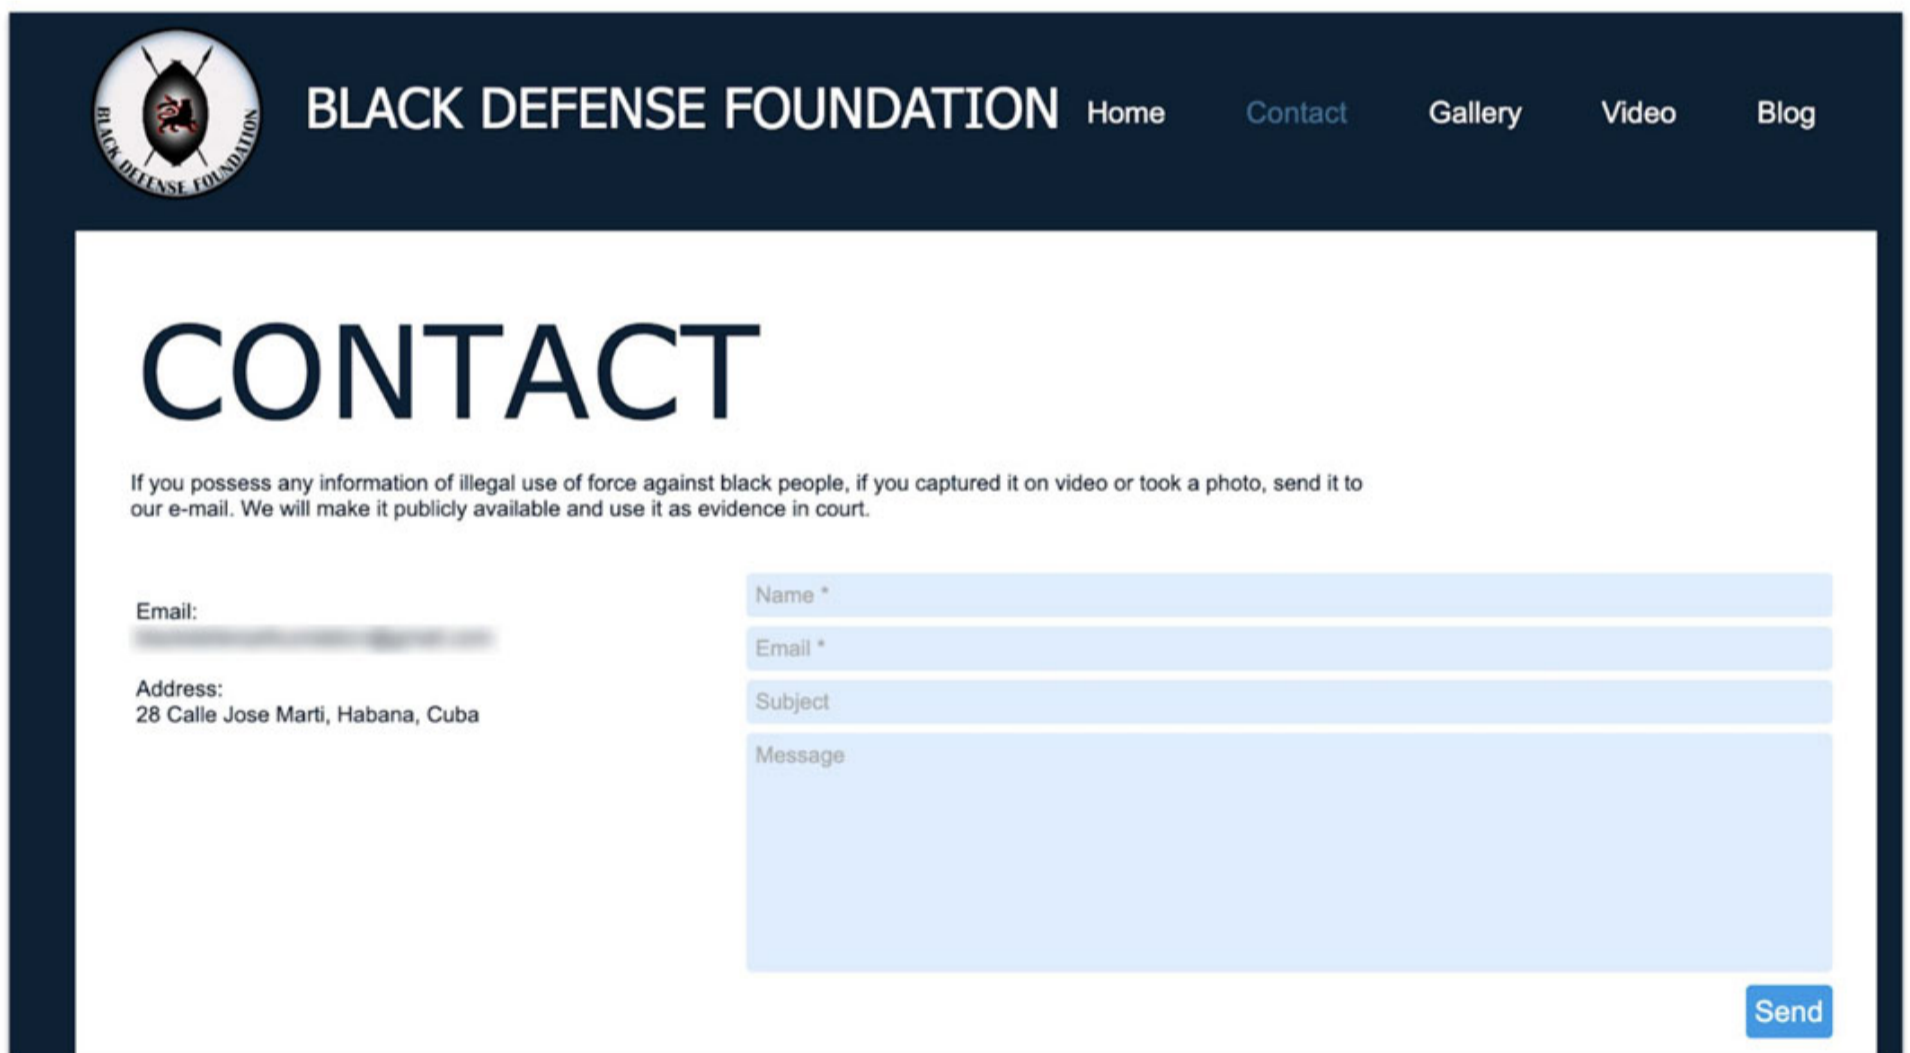 BLACK DEFENSE FOUNDATION
BLACK DEFENSE FOUNDATION
Home
Contact
Gallery
Video
Blog
CONTACT
If you possess any information of illegal use of force against black people, if you captured it on video or took a photo, send it to
our e-mail. We will make it publicly available and use it as evidence in court.
Email:
Address:
28 Calle Jose Marti, Habana, Cuba
Name *
Email *
Subject
Message
Send